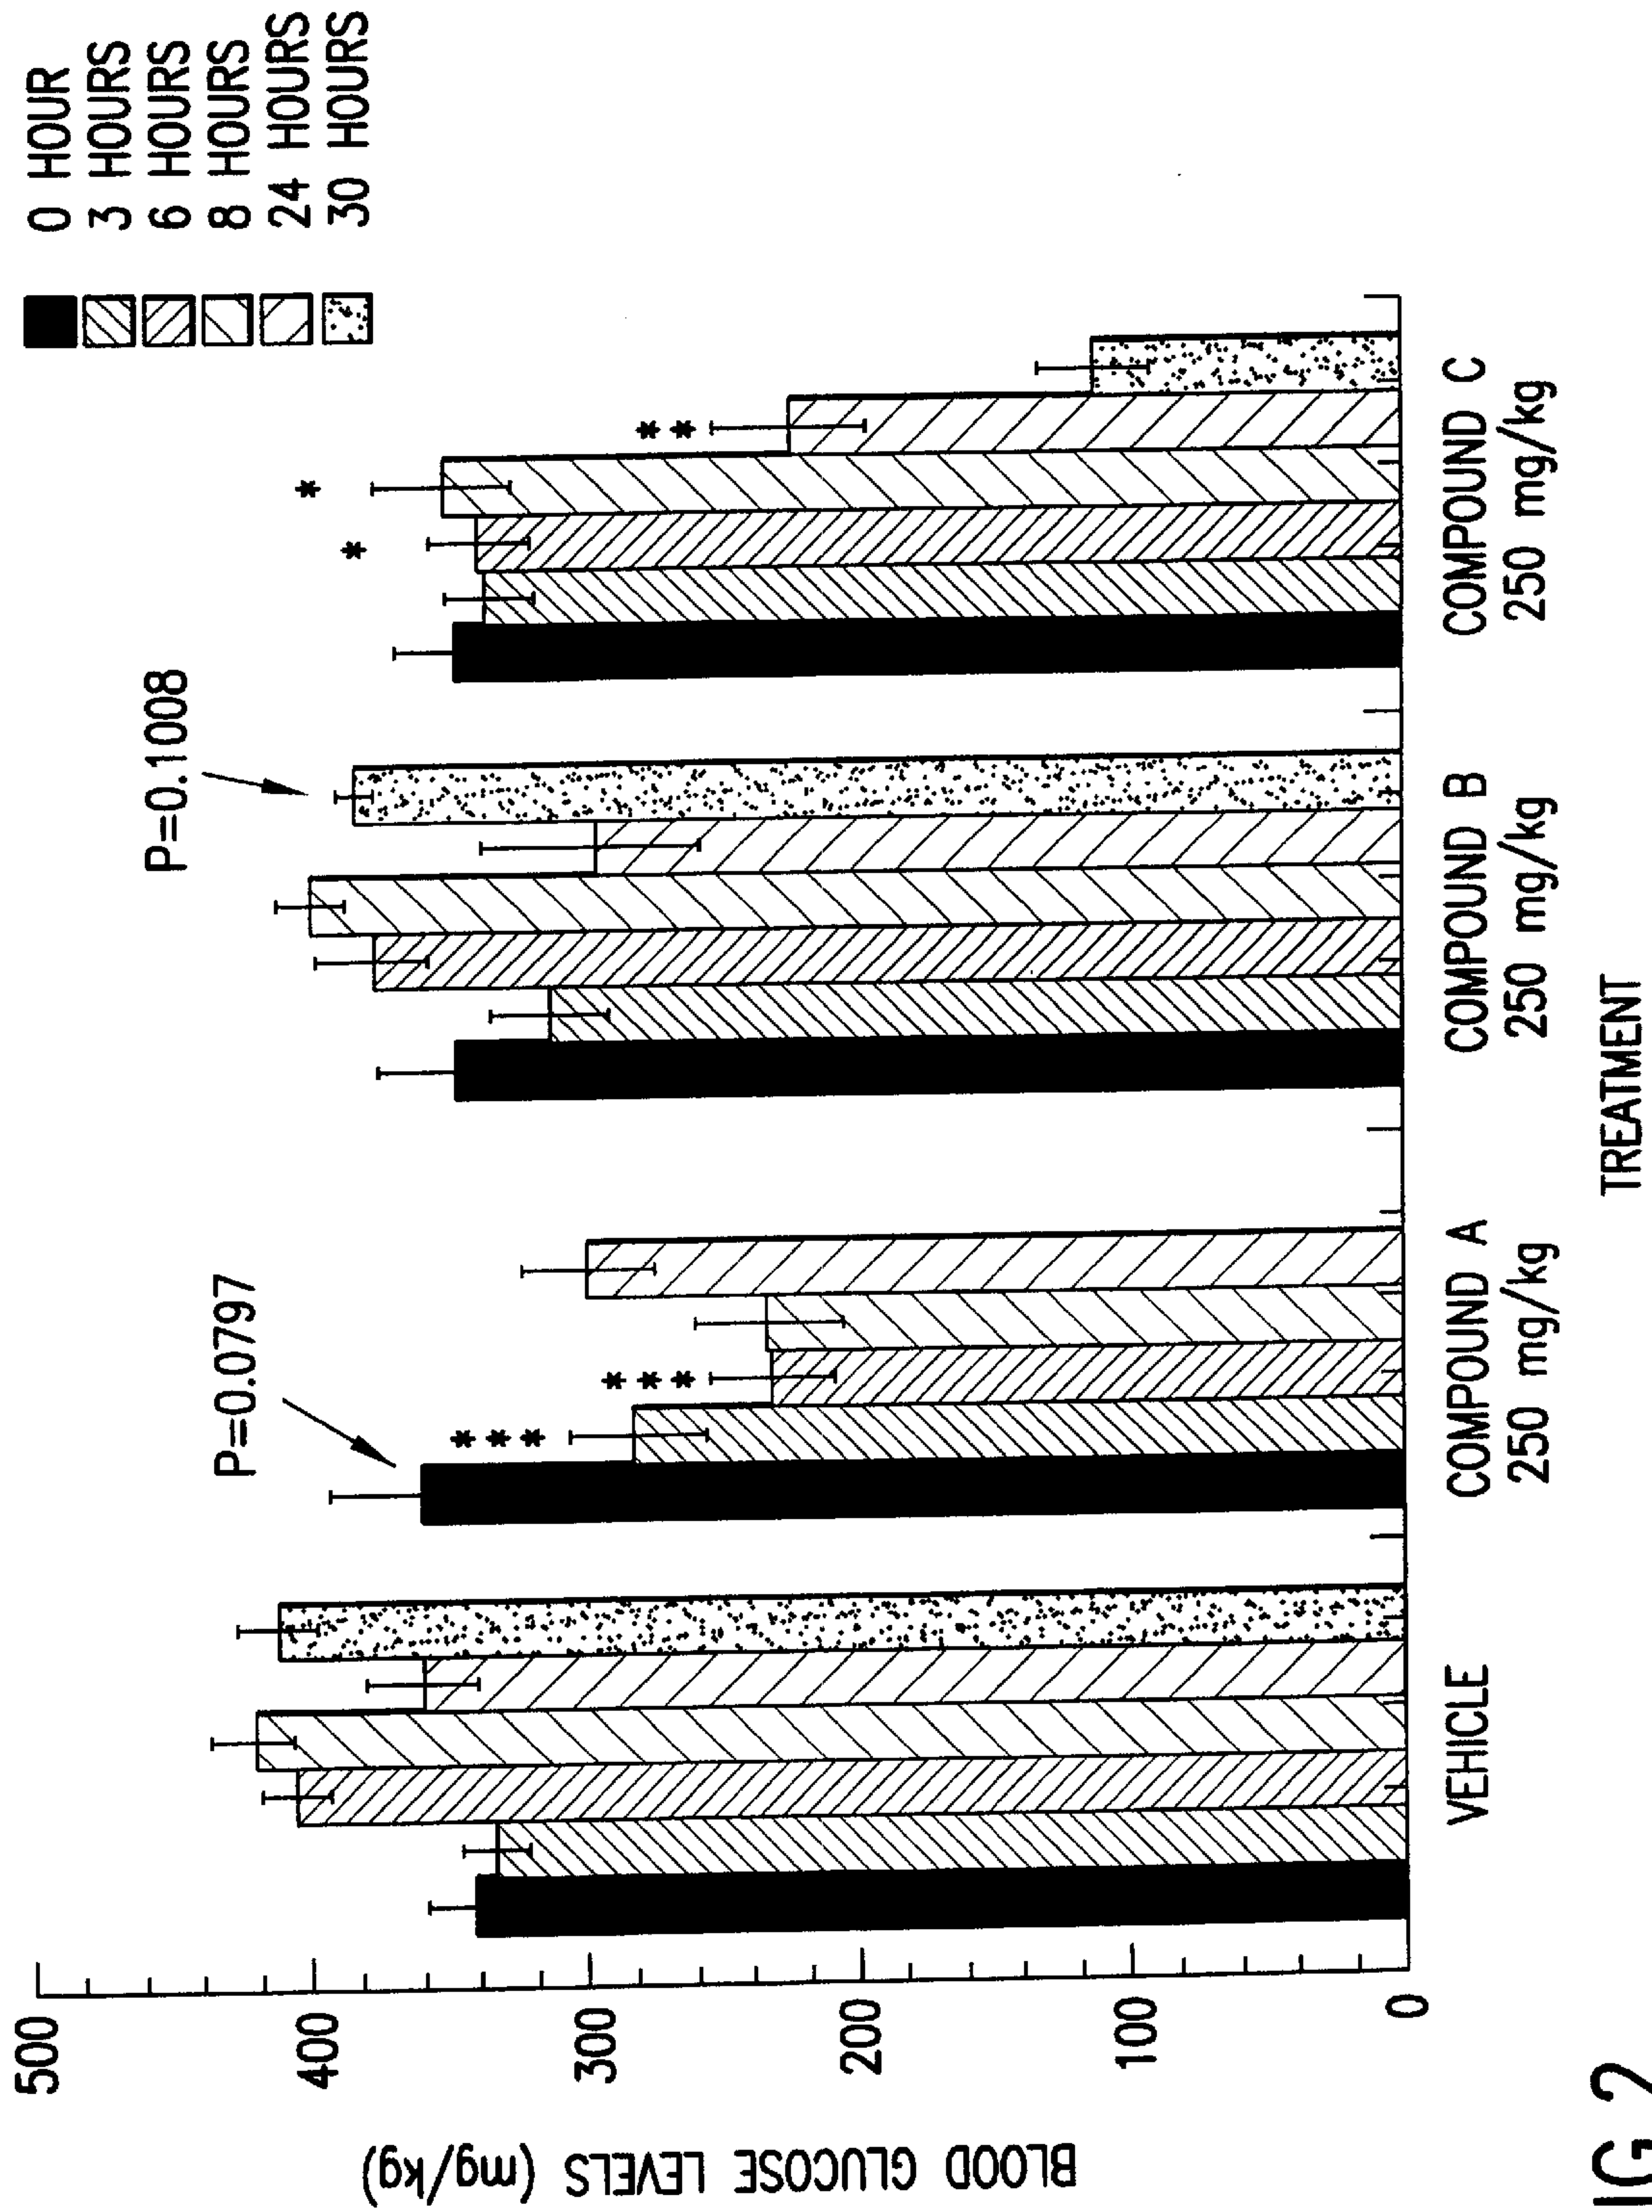 0 HOUR
3 HOURS
6 HOURS
8 HOURS
24 HOURS
30 HOURS
P=0.1008
P=0.0797
***
***
*
*
**
BLOOD GLUCOSE LEVELS (mg/kg)
500
400
300
200
100
0
VEHICLE
COMPOUND A
250 mg/kg
COMPOUND B
250 mg/kg
COMPOUND C
250 mg/kg
TREATMENT
IG.2